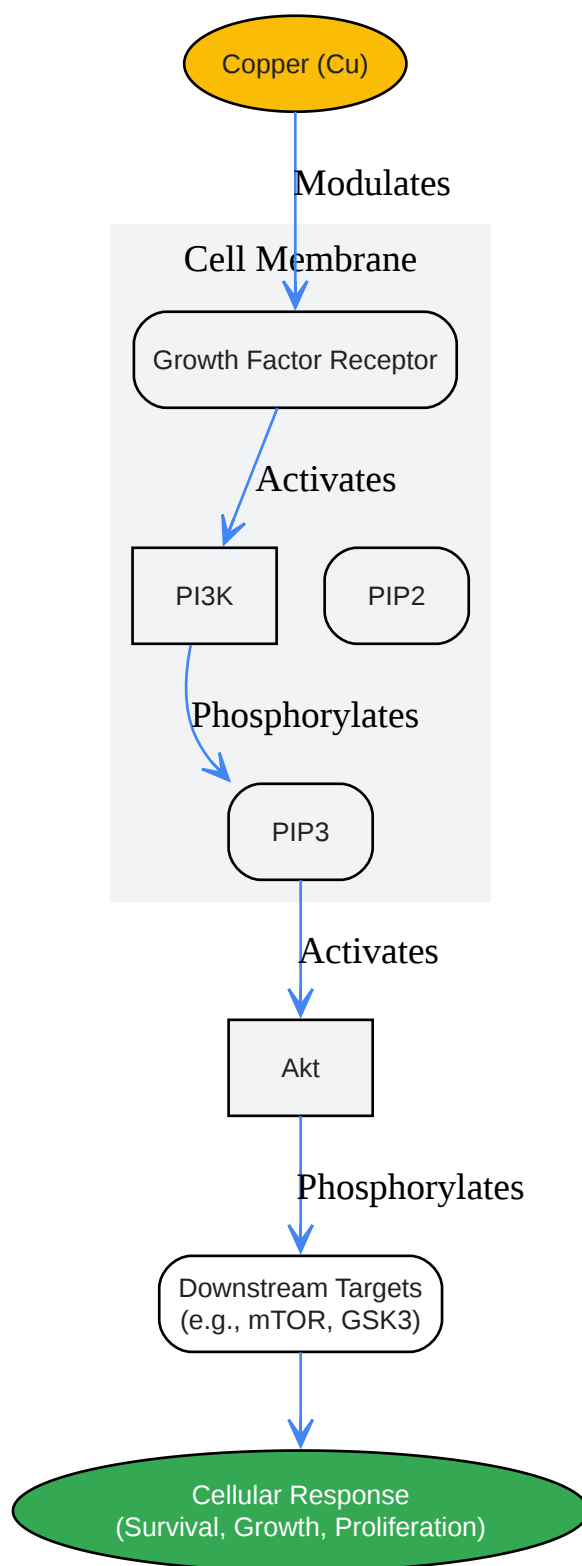 Copper (Cu)
Modulates
Cell Membrane
Growth Factor Receptor
Activates
PI3K
PIP2
Phosphorylates
PIP3
Activates
Akt
Phosphorylates
Downstream Targets
(e.g., mTOR, GSK3)
Cellular Response
(Survival, Growth, Proliferation)